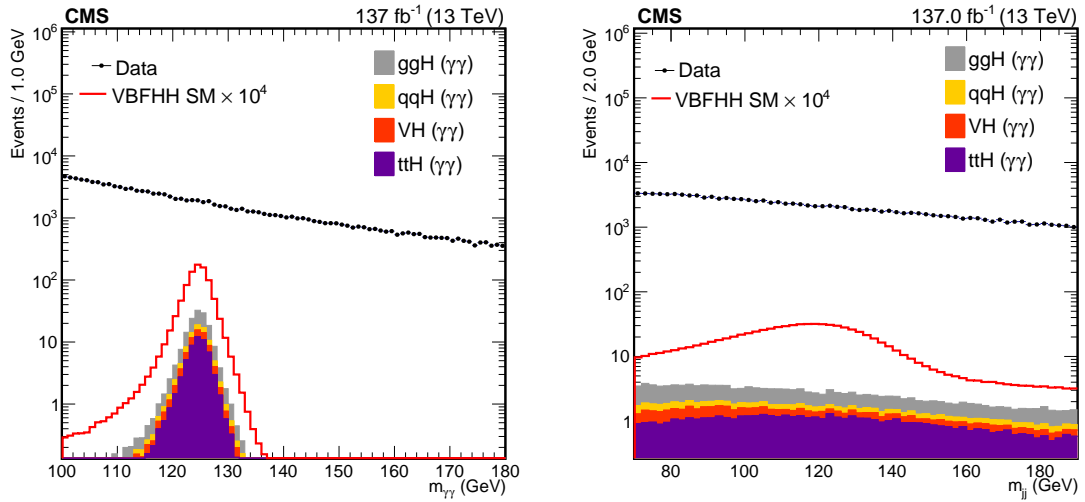 CMS 137 fb⁻¹ (13 TeV)
Events / 1.0 GeV
Data
VBFHH SM × 10⁴
ggH (γγ)
qqH (γγ)
VH (γγ)
ttH (γγ)
10⁶
10⁵
10⁴
10³
10²
10
1
100 110 120 130 140 150 160 170 180
mγγ (GeV)
CMS 137.0 fb⁻¹ (13 TeV)
Events / 2.0 GeV
Data
VBFHH SM × 10⁴
ggH (γγ)
qqH (γγ)
VH (γγ)
ttH (γγ)
10⁶
10⁵
10⁴
10³
10²
10
1
80 100 120 140 160 180
mjj (GeV)